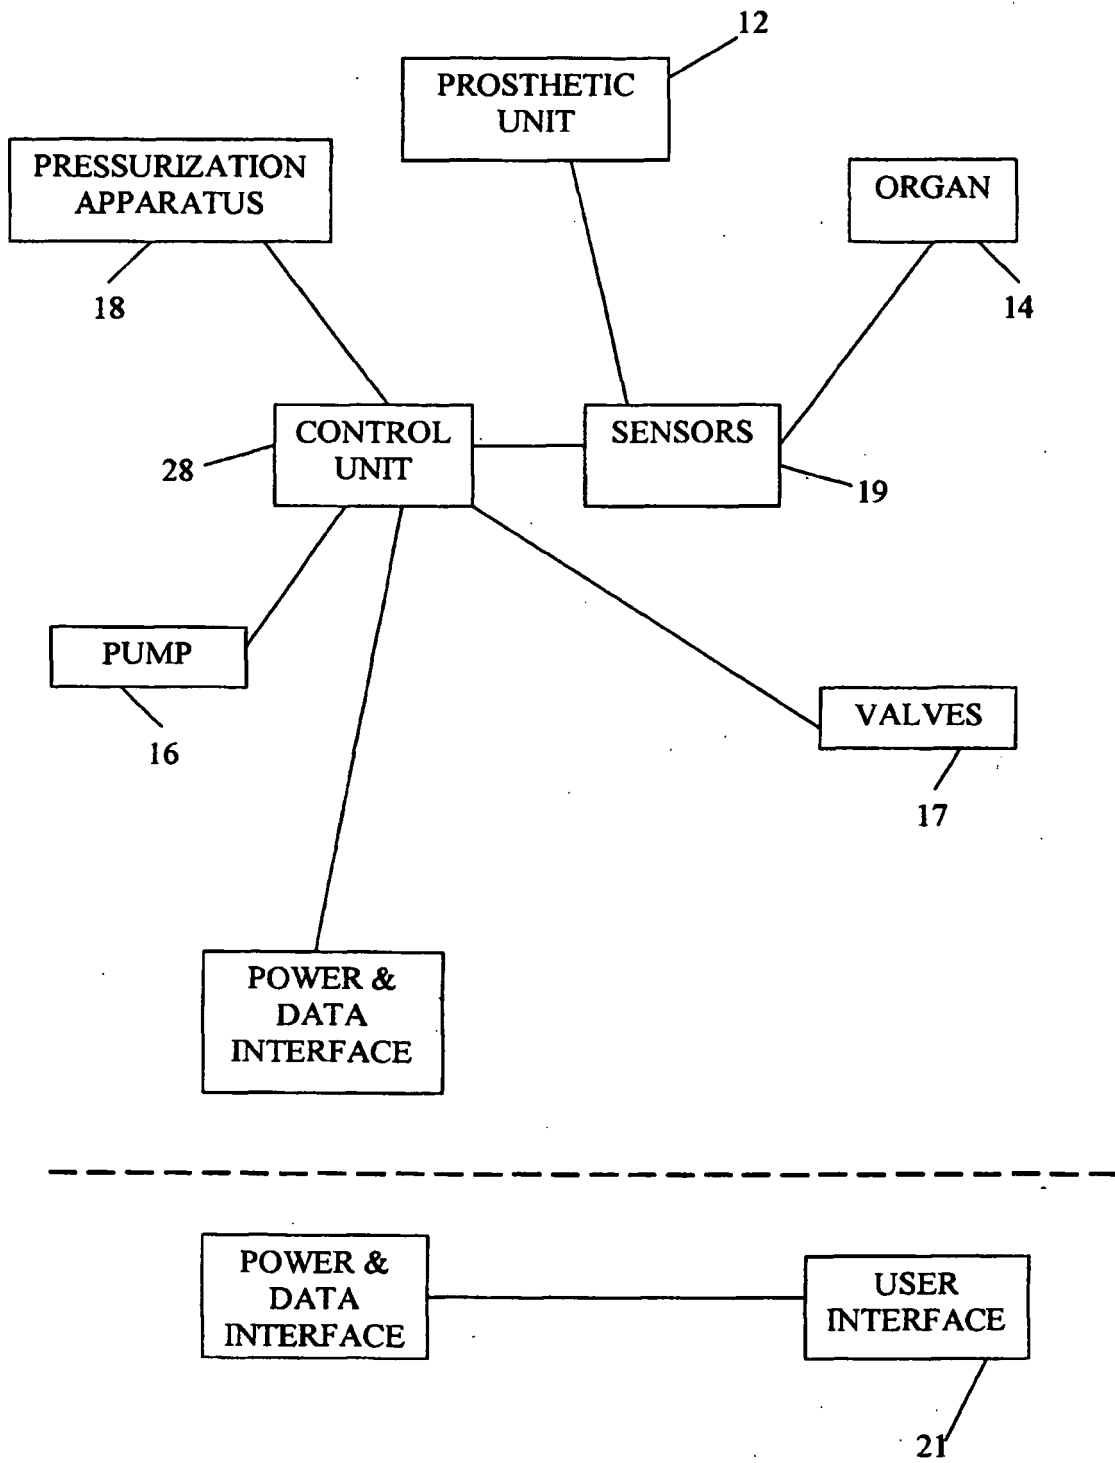 12
PROSTHETIC
UNIT
PRESSURIZATION
APPARATUS
ORGAN
18
14
CONTROL
UNIT
SENSORS
28
19
PUMP
VALVES
16
17
POWER &
DATA
INTERFACE
POWER &
DATA
INTERFACE
USER
INTERFACE
21